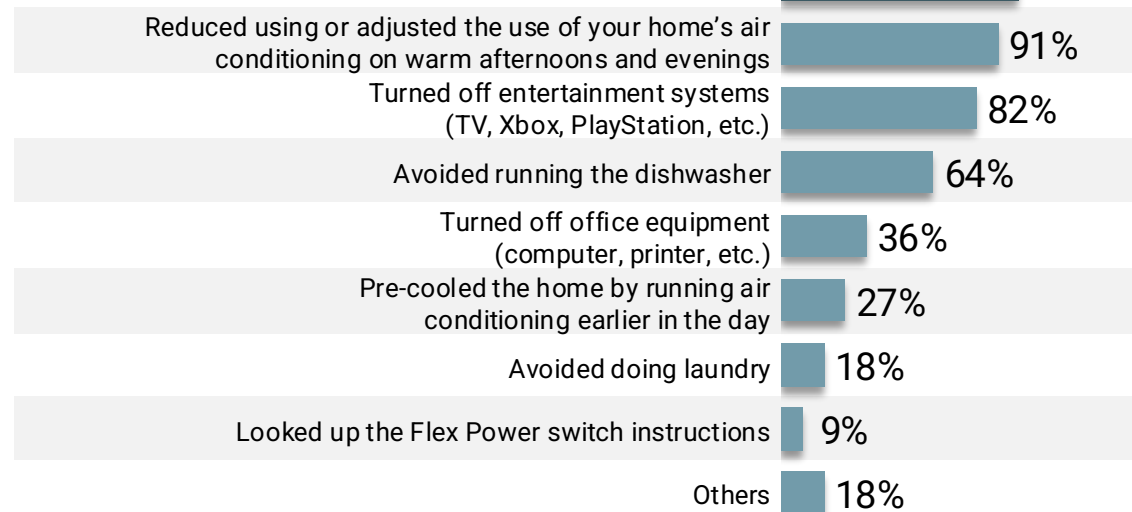 Reduced using or adjusted the use of your home's air
conditioning on warm afternoons and evenings
91%
Turned off entertainment systems
(TV, Xbox, PlayStation, etc.)
82%
Avoided running the dishwasher
64%
Turned off office equipment
(computer, printer, etc.)
36%
Pre-cooled the home by running air
conditioning earlier in the day
27%
Avoided doing laundry
18%
Looked up the Flex Power switch instructions
9%
Others
18%